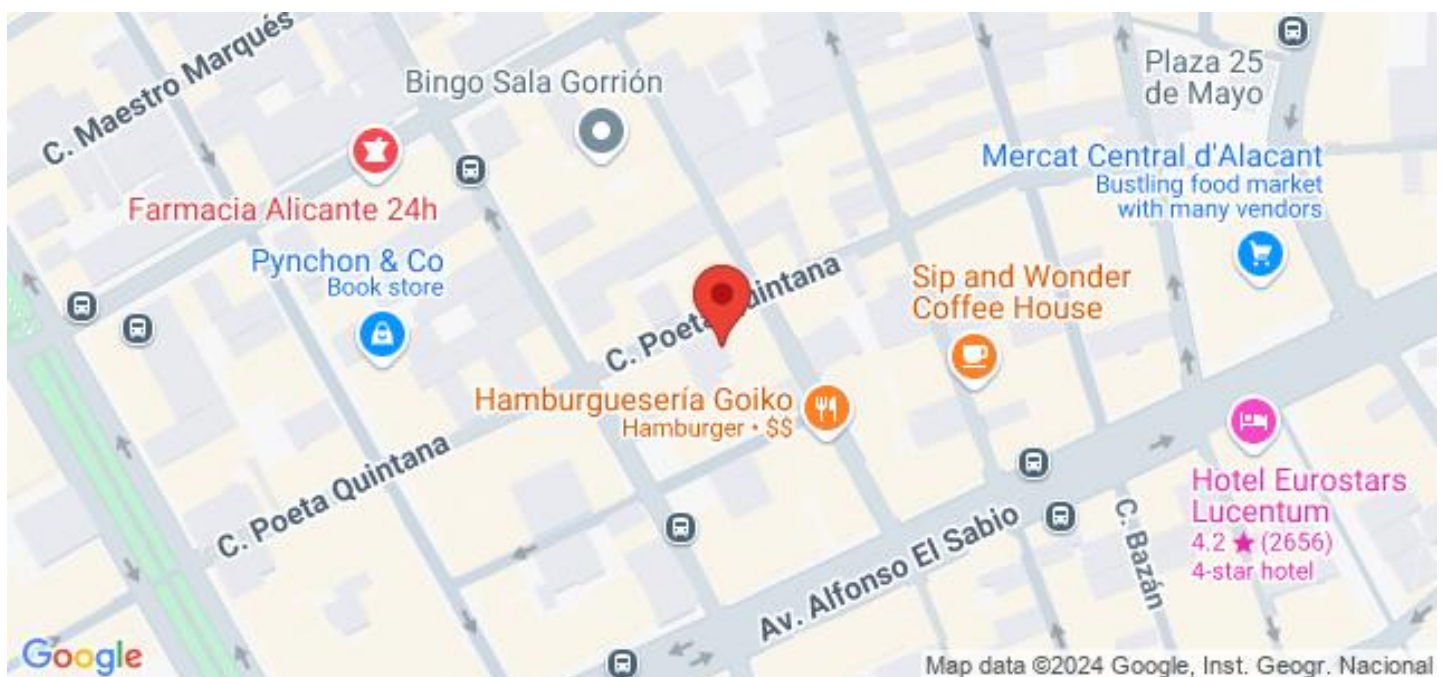 C. Maestro Marqués
Bingo Sala Gorrión
Plaza 25
de Mayo
Mercat Central d'Alacant
Bustling food market
with many vendors
Farmacia Alicante 24h
Pynchon & Co
Book store
C. Poeta Quintana
Sip and Wonder
Coffee House
Hamburguesería Goiko
Hamburger • $$
C. Poeta Quintana
Hotel Eurostars
Lucentum
4.2 ★ (2656)
4-star hotel
Av. Alfonso El Sabio
C. Bazán
Google
Map data ©2024 Google, Inst. Geogr. Nacional